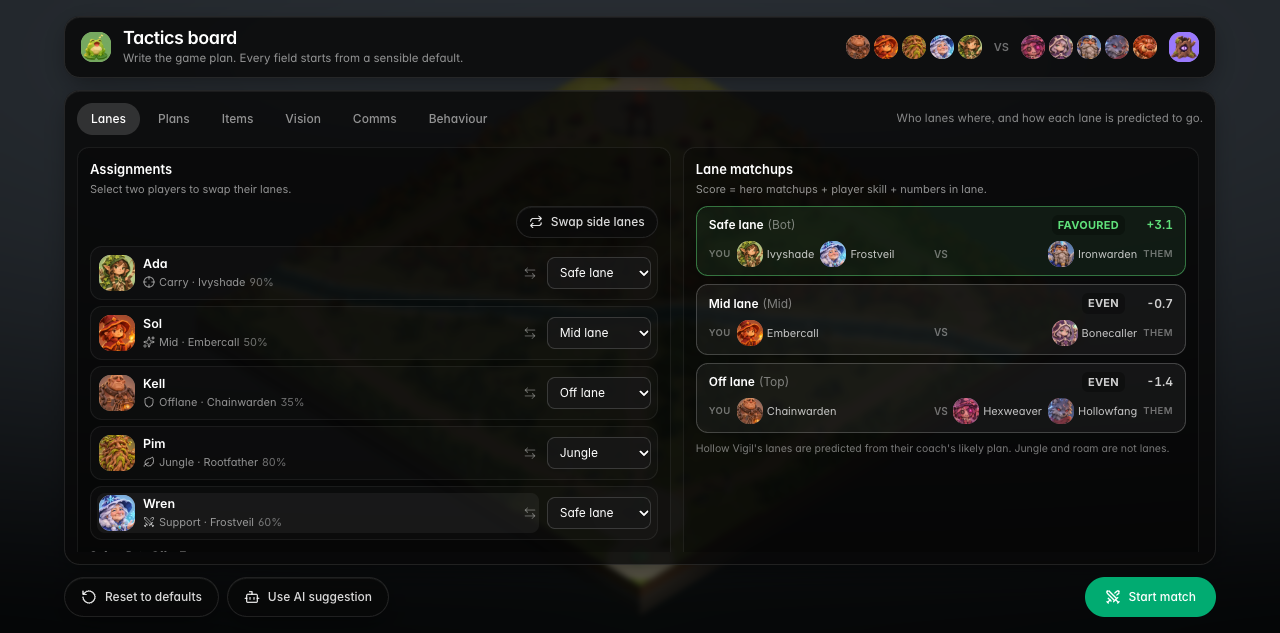 Tactics board
Write the game plan. Every field starts from a sensible default.
VS
Lanes
Plans
Items
Vision
Comms
Behaviour
Who lanes where, and how each lane is predicted to go.
Assignments
Select two players to swap their lanes.
Swap side lanes
Ada
Carry · Ivyshade 90%
Safe lane
Sol
Mid · Embercall 50%
Mid lane
Kell
Offlane · Chainwarden 35%
Off lane
Pim
Jungle · Rootfather 80%
Jungle
Wren
Support · Frostveil 60%
Safe lane
Lane matchups
Score = hero matchups + player skill + numbers in lane.
Safe lane (Bot) FAVOURED +3.1
YOU Ivyshade Frostveil VS Ironwarden THEM
Mid lane (Mid) EVEN -0.7
YOU Embercall VS Bonecaller THEM
Off lane (Top) EVEN -1.4
YOU Chainwarden VS Hexweaver Hollowfang THEM
Hollow Vigil's lanes are predicted from their coach's likely plan. Jungle and roam are not lanes.
Reset to defaults
Use AI suggestion
Start match